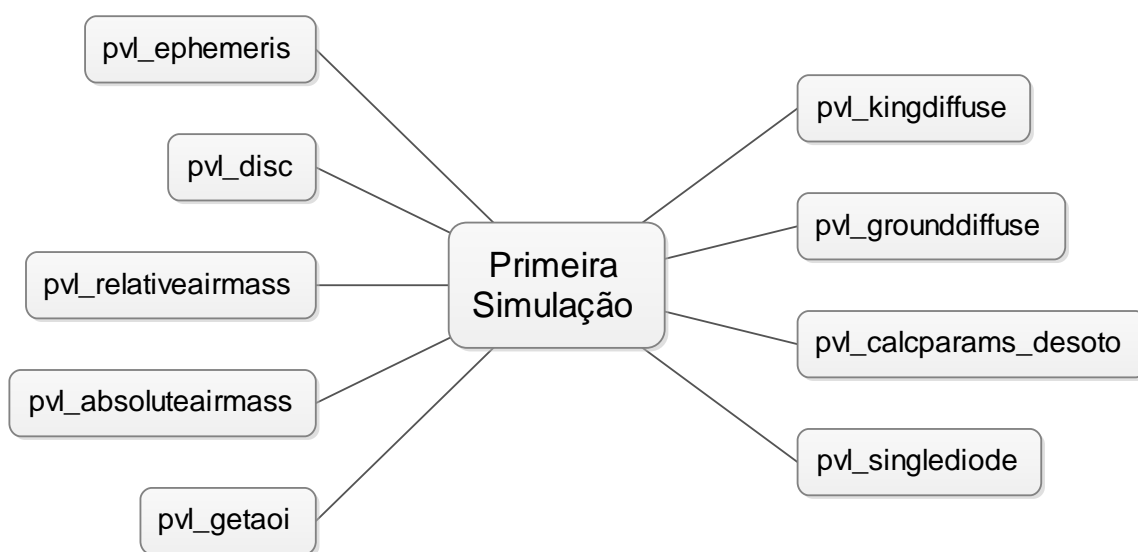 pvl_ephemeris
pvl_disc
pvl_relativeairmass
pvl_absoluteairmass
pvl_getaoi
Primeira
Simulação
pvl_kingdiffuse
pvl_grounddiffuse
pvl_calcparams_desoto
pvl_singlediode